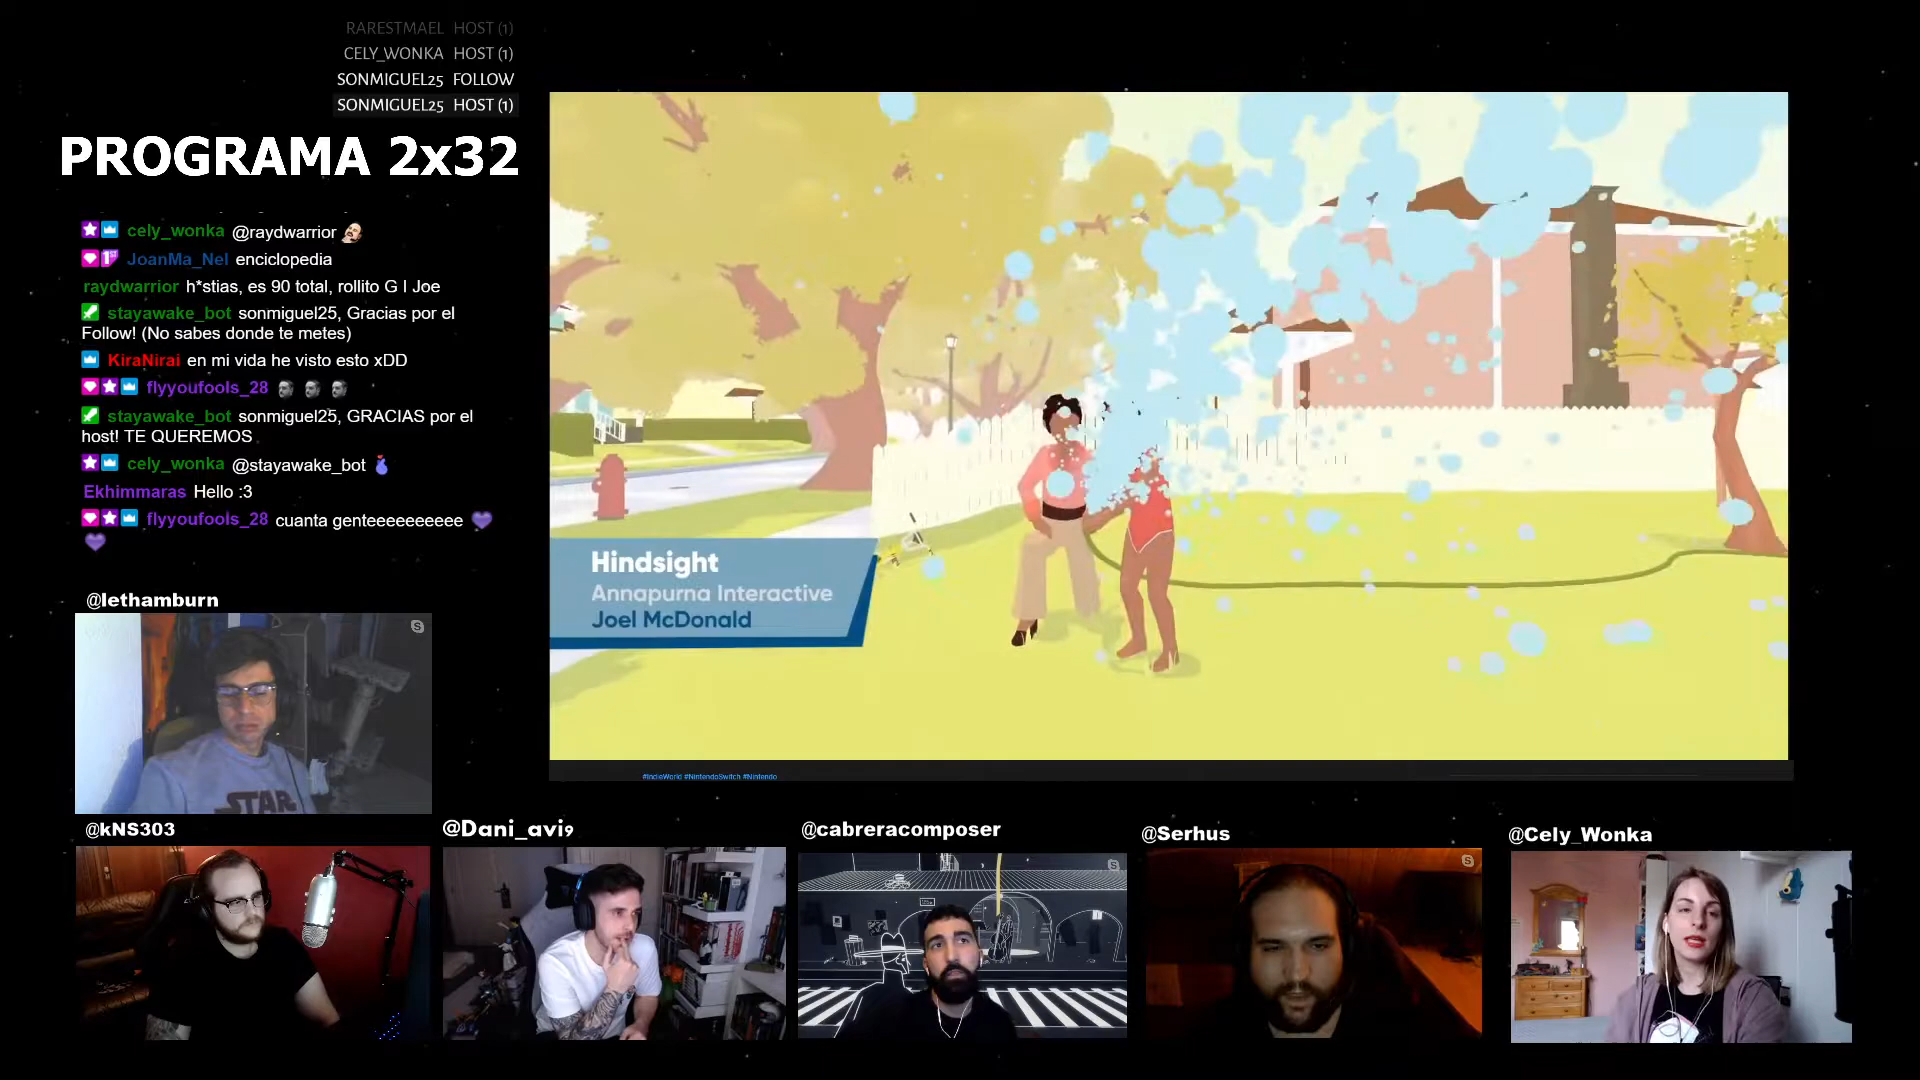 RARESTMAEL HOST (1)
CELY_WONKA HOST (1)
SONMIGUEL25 FOLLOW
SONMIGUEL25 HOST (1)
PROGRAMA 2x32
cely_wonka @raydwarrior
JoanMa_Nel enciclopedia
raydwarrior h*stias, es 90 total, rollito G I Joe
stayawake_bot sonmiguel25, Gracias por el
Follow! (No sabes donde te metes)
KiraNirai en mi vida he visto esto xDD
flyyoufools_28
stayawake_bot sonmiguel25, GRACIAS por el
host! TE QUEREMOS
cely_wonka @stayawake_bot
Ekhimmaras Hello :3
flyyoufools_28 cuanta genteeeeeeeeee
Hindsight
Annapurna Interactive
Joel McDonald
#IndieWorld #NintendoSwitch #Nintendo
@lethamburn
STAR
@kNS303
@Dani_avi9
@cabreracomposer
@Serhus
@Cely_Wonka